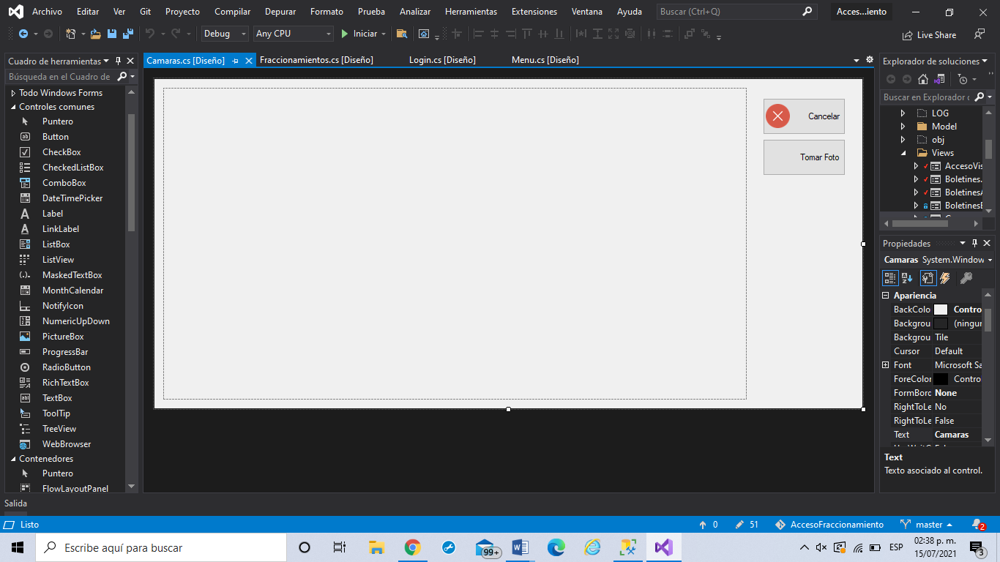 Archivo Editar Ver Git Proyecto Compilar Depurar Formato Prueba Analizar Herramientas Extensiones Ventana Ayuda Buscar (Ctrl+Q) Acces...iento
Debug Any CPU Iniciar Live Share
Cuadro de herramientas
Búsqueda en el Cuadro de
Todo Windows Forms
Controles comunes
Puntero
Button
CheckBox
CheckedListBox
ComboBox
DateTimePicker
Label
LinkLabel
ListBox
ListView
MaskedTextBox
MonthCalendar
NotifyIcon
NumericUpDown
PictureBox
ProgressBar
RadioButton
RichTextBox
TextBox
ToolTip
TreeView
WebBrowser
Contenedores
Puntero
FlowLayoutPanel
Camaras.cs [Diseño] Fraccionamientos.cs [Diseño] Login.cs [Diseño] Menu.cs [Diseño]
Cancelar
Tomar Foto
Explorador de soluciones
Buscar en Explorador
LOG
Model
obj
Views
AccesoVis
Boletines.
BoletinesA
BoletinesE
Propiedades
Camaras System.Window
Apariencia
BackColo Contro
Backgrou (ningun
Backgrou Tile
Cursor Default
Font Microsoft Sa
ForeColor Contro
FormBord None
RightToLe No
RightToLe False
Text Camaras
Text
Texto asociado al control.
Salida
Listo 0 51 AccesoFraccionamiento master 2
Escribe aquí para buscar 99+ ESP 02:38 p. m.
15/07/2021 3